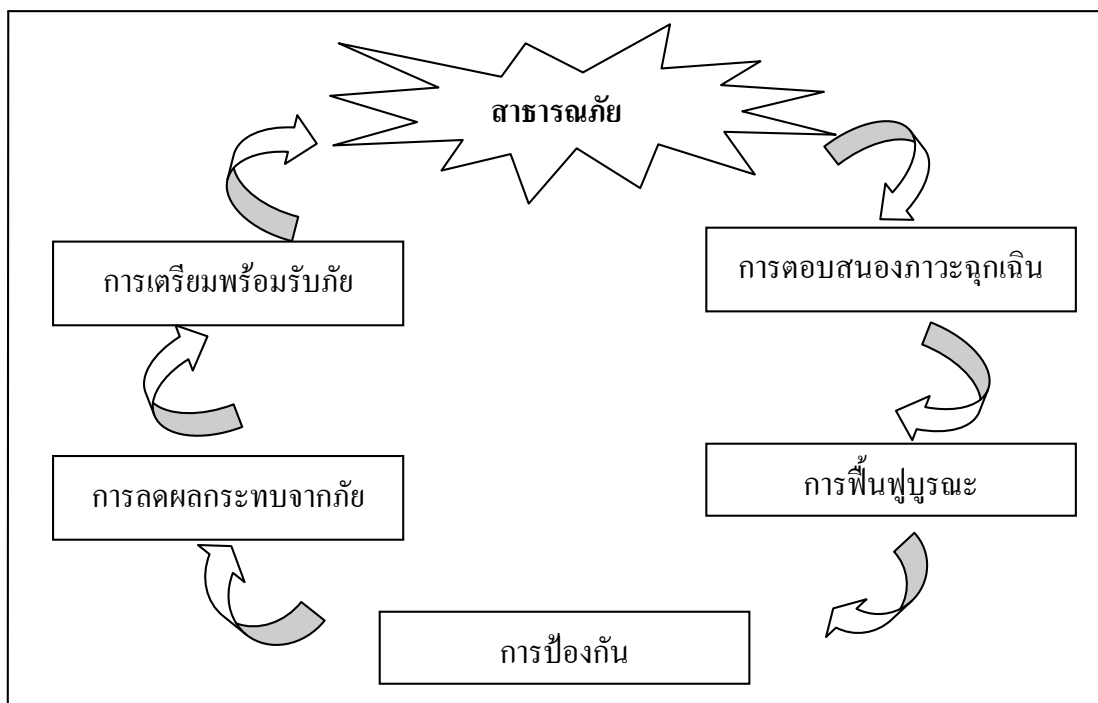 สาธารณภัย
การเตรียมพร้อมรับภัย
การตอบสนองภาวะฉุกเฉิน
การลดผลกระทบจากภัย
การฟื้นฟูบูรณะ
การป้องกัน